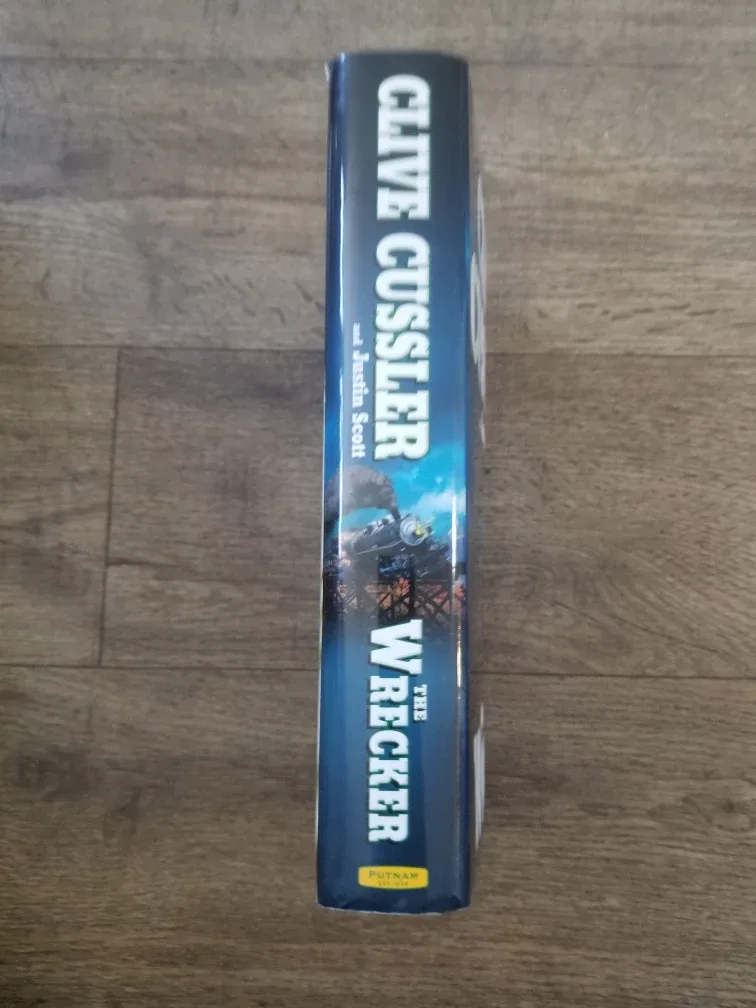 CLIVE CUSSLER
and Justin Scott
THE
WRECKER
PUTNAM